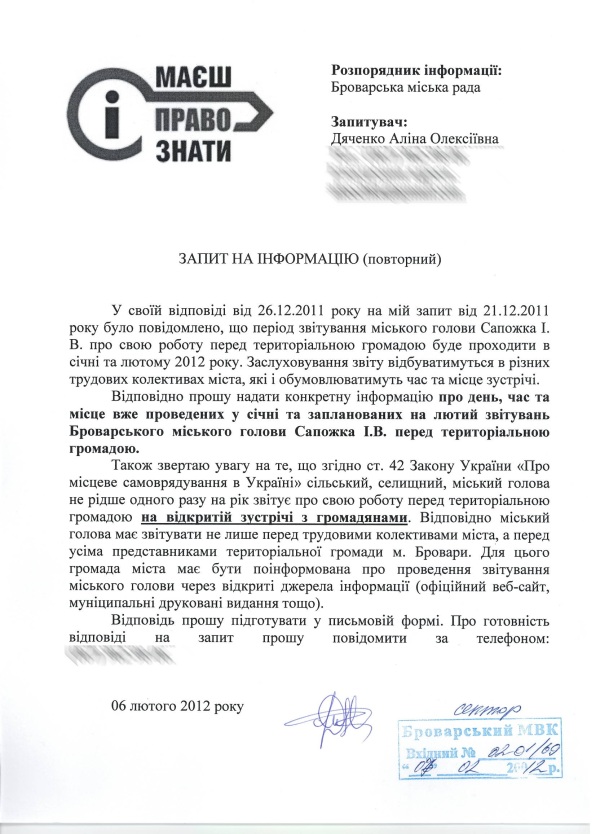 МАЄШ
ПРАВО
ЗНАТИ
i
Розпорядник інформації:
Броварська міська рада
Запитувач:
Дяченко Аліна Олексіївна
ЗАПИТ НА ІНФОРМАЦІЮ (повторний)
У своїй відповіді від 26.12.2011 року на мій запит від 21.12.2011
року було повідомлено, що період звітування міського голови Сапожка І.
В. про свою роботу перед територіальною громадою буде проходити в
січні та лютому 2012 року. Заслуховування звіту відбуватимуться в різних
трудових колективах міста, які і обумовлюватимуть час та місце зустрічі.
Відповідно прошу надати конкретну інформацію про день, час та
місце вже проведених у січні та запланованих на лютий звітувань
Броварського міського голови Сапожка І.В. перед територіальною
громадою.
Також звертаю увагу на те, що згідно ст. 42 Закону України «Про
місцеве самоврядування в Україні» сільський, селищний, міський голова
не рідше одного разу на рік звітує про свою роботу перед територіальною
громадою на відкритій зустрічі з громадянами. Відповідно міський
голова має звітувати не лише перед трудовими колективами міста, а перед
усіма представниками територіальної громади м. Бровари. Для цього
громада міста має бути поінформована про проведення звітування
міського голови через відкриті джерела інформації (офіційний веб-сайт,
муніципальні друковані видання тощо).
Відповідь прошу підготувати у письмовій формі. Про готовність
відповіді на запит прошу повідомити за телефоном:
06 лютого 2012 року
сектор
Броварський МВК
Вхідний № 0201/69
"07" 02 2012 р.